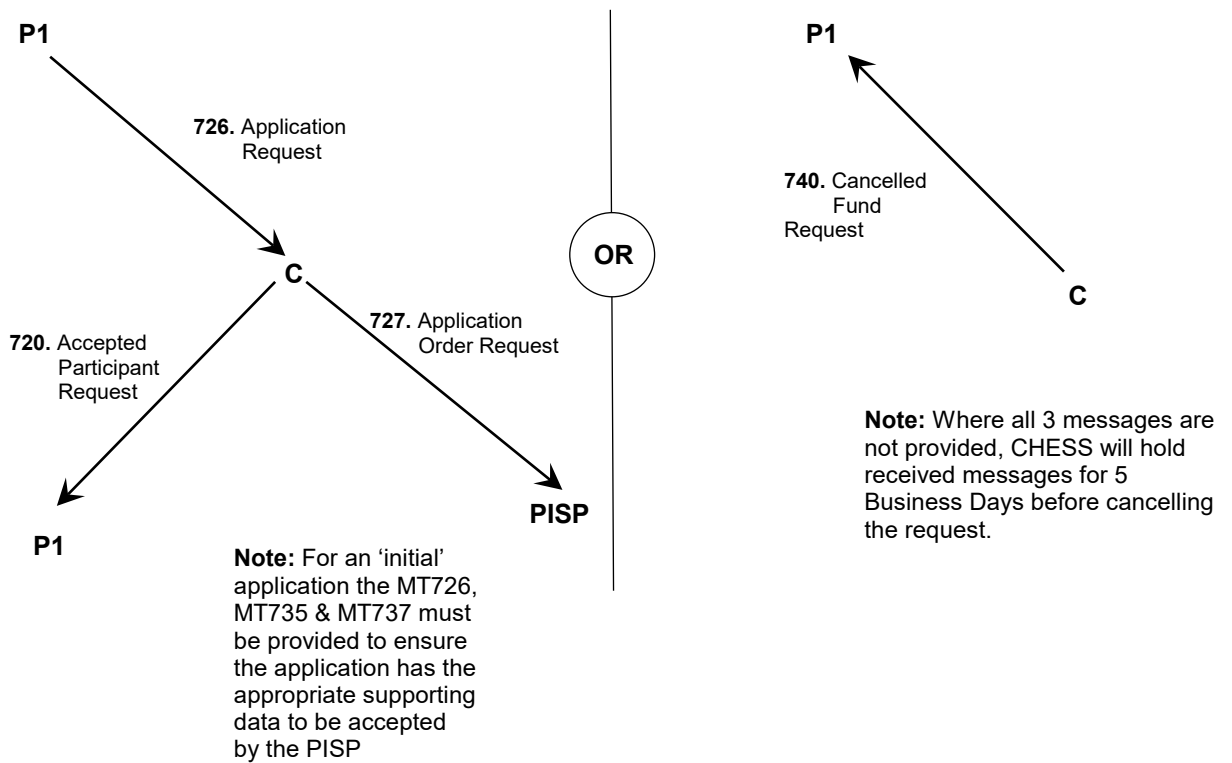 P1
726. Application
Request
C
720. Accepted
Participant
Request
727. Application
Order Request
P1
PISP
Note: For an ‘initial’
application the MT726,
MT735 & MT737 must
be provided to ensure
the application has the
appropriate supporting
data to be accepted
by the PISP
OR
P1
740. Cancelled
Fund
Request
C
Note: Where all 3 messages are
not provided, CHESS will hold
received messages for 5
Business Days before cancelling
the request.